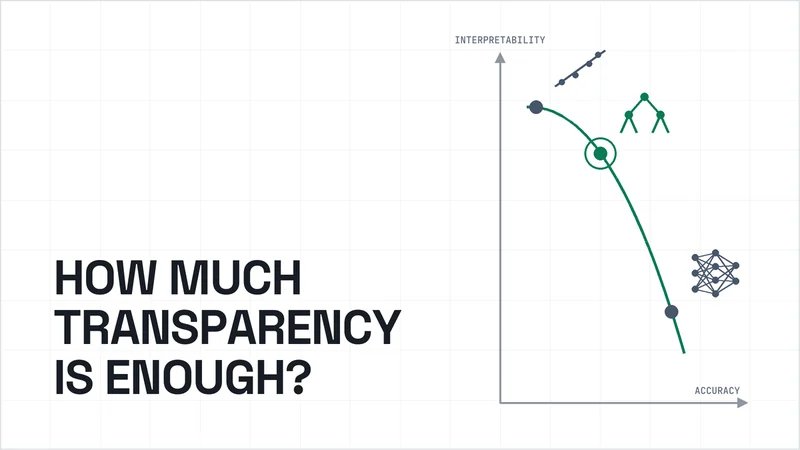 INTERPRETABILITY
HOW MUCH
TRANSPARENCY
IS ENOUGH?
ACCURACY